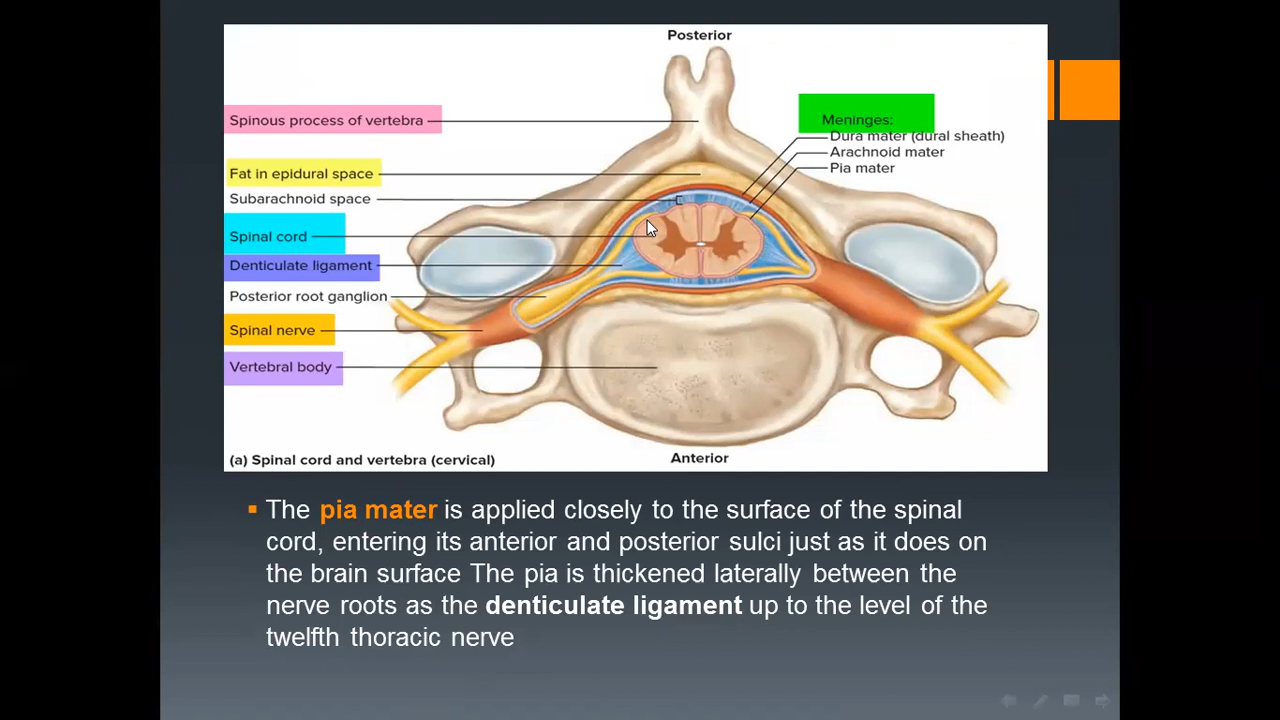 Posterior
Spinous process of vertebra
Fat in epidural space
Subarachnoid space
Spinal cord
Denticulate ligament
Posterior root ganglion
Spinal nerve
Vertebral body
Meninges:
Dura mater (dural sheath)
Arachnoid mater
Pia mater
(a) Spinal cord and vertebra (cervical)
Anterior
▪ The pia mater is applied closely to the surface of the spinal
cord, entering its anterior and posterior sulci just as it does on
the brain surface The pia is thickened laterally between the
nerve roots as the denticulate ligament up to the level of the
twelfth thoracic nerve